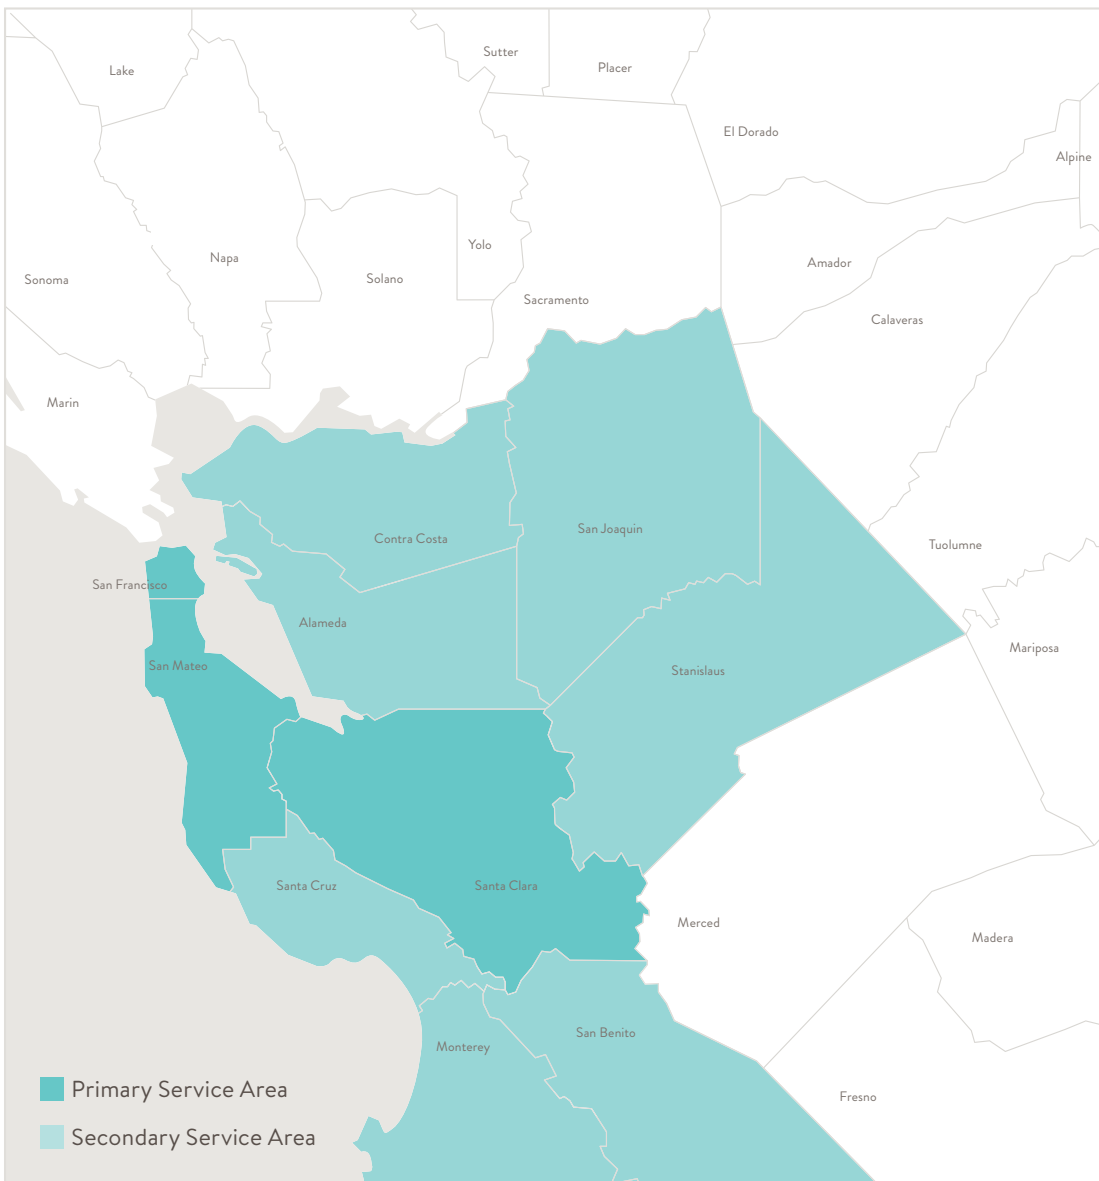 Sutter
Placer
Lake
El Dorado
Alpine
Yolo
Napa
Amador
Sonoma
Solano
Sacramento
Calaveras
Marin
San Joaquin
Contra Costa
Tuolumne
San Francisco
Alameda
Mariposa
San Mateo
Stanislaus
Santa Cruz
Santa Clara
Merced
Madera
San Benito
Monterey
Fresno
Primary Service Area
Secondary Service Area